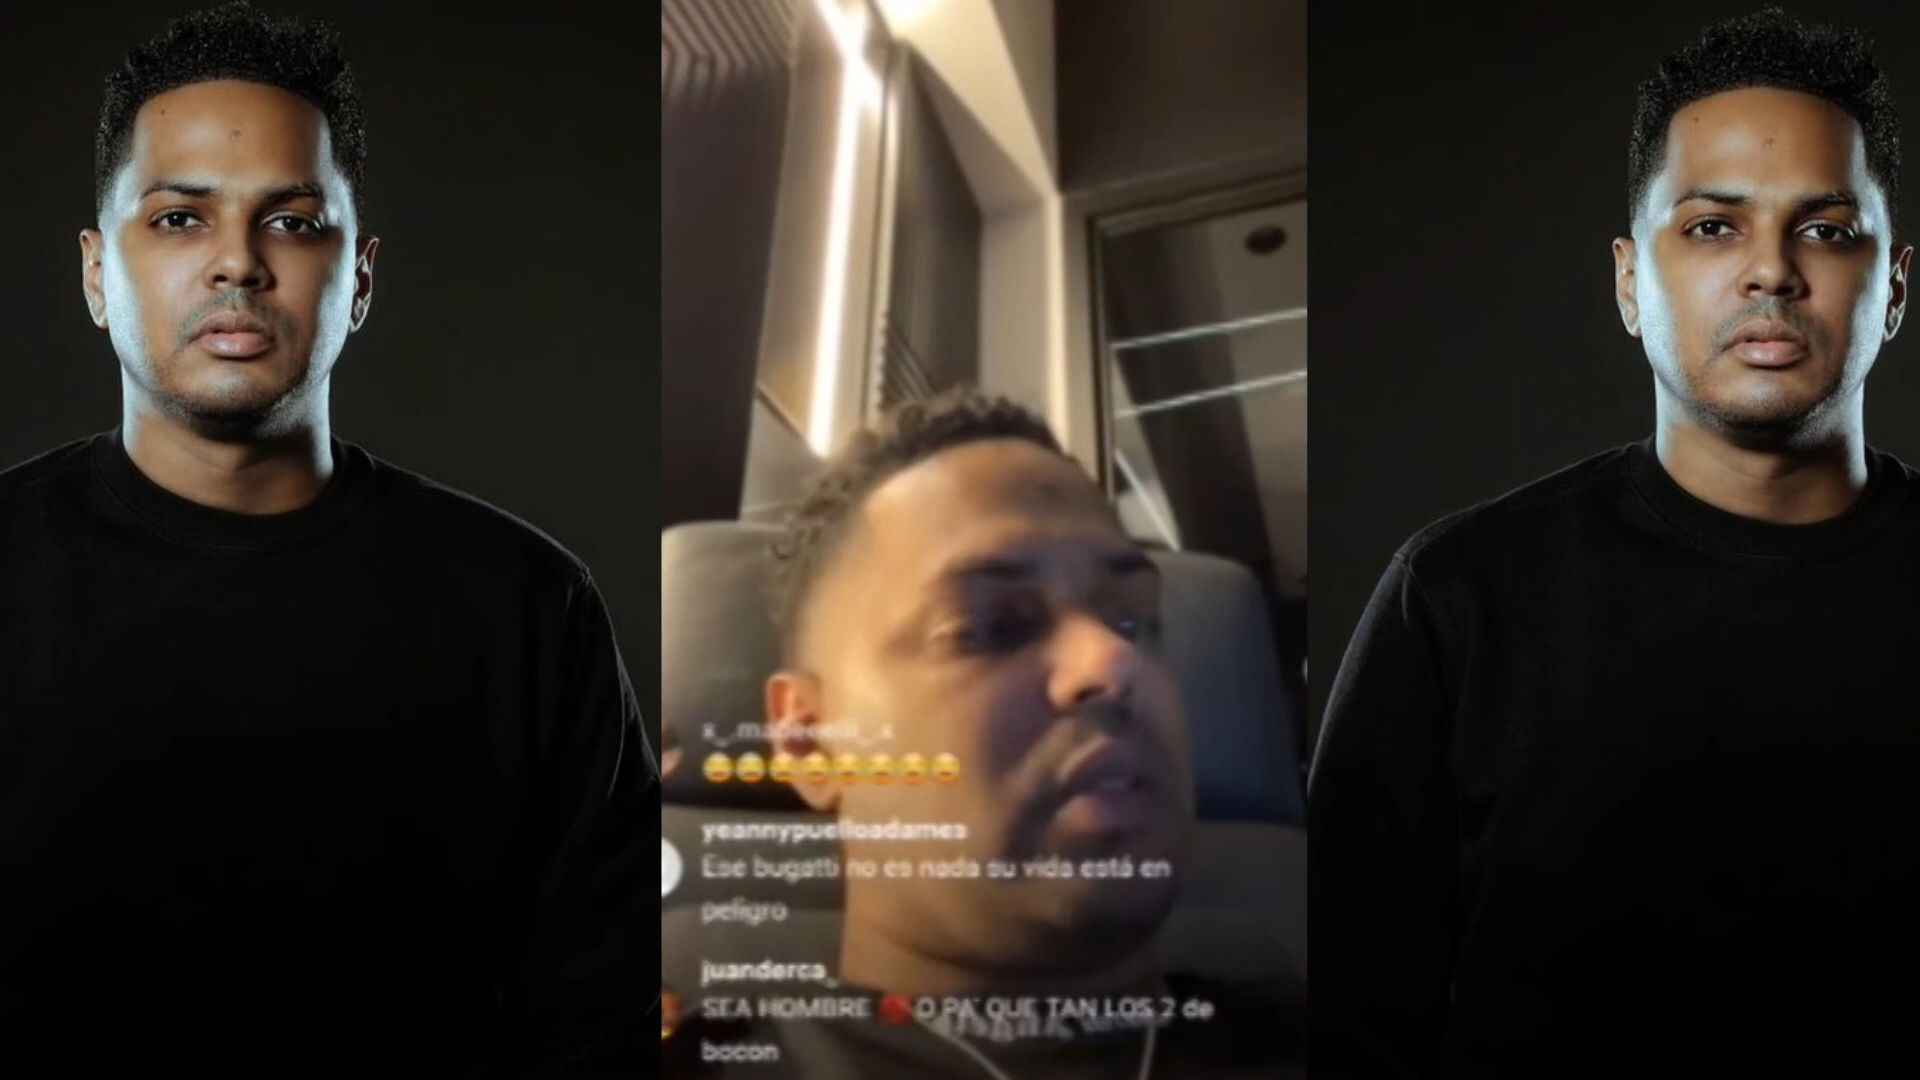 yeannypuelloadames
Ese bugatti no es nada su vida está en
peligro
juanderca_
SEA HOMBRE 💯 O PA' QUE TAN LOS 2 de
bocon